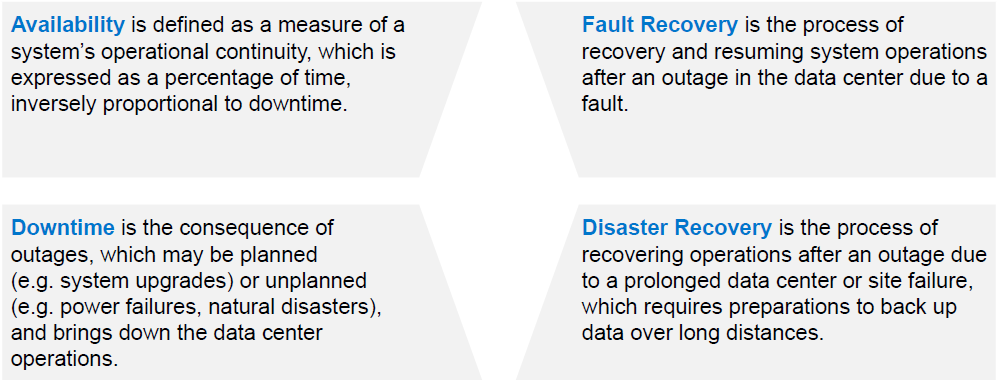 Availability is defined as a measure of a
system's operational continuity, which is
expressed as a percentage of time,
inversely proportional to downtime.
Fault Recovery is the process of
recovery and resuming system operations
after an outage in the data center due to a
fault.
Downtime is the consequence of
outages, which may be planned
(e.g. system upgrades) or unplanned
(e.g. power failures, natural disasters),
and brings down the data center
operations.
Disaster Recovery is the process of
recovering operations after an outage due
to a prolonged data center or site failure,
which requires preparations to back up
data over long distances.